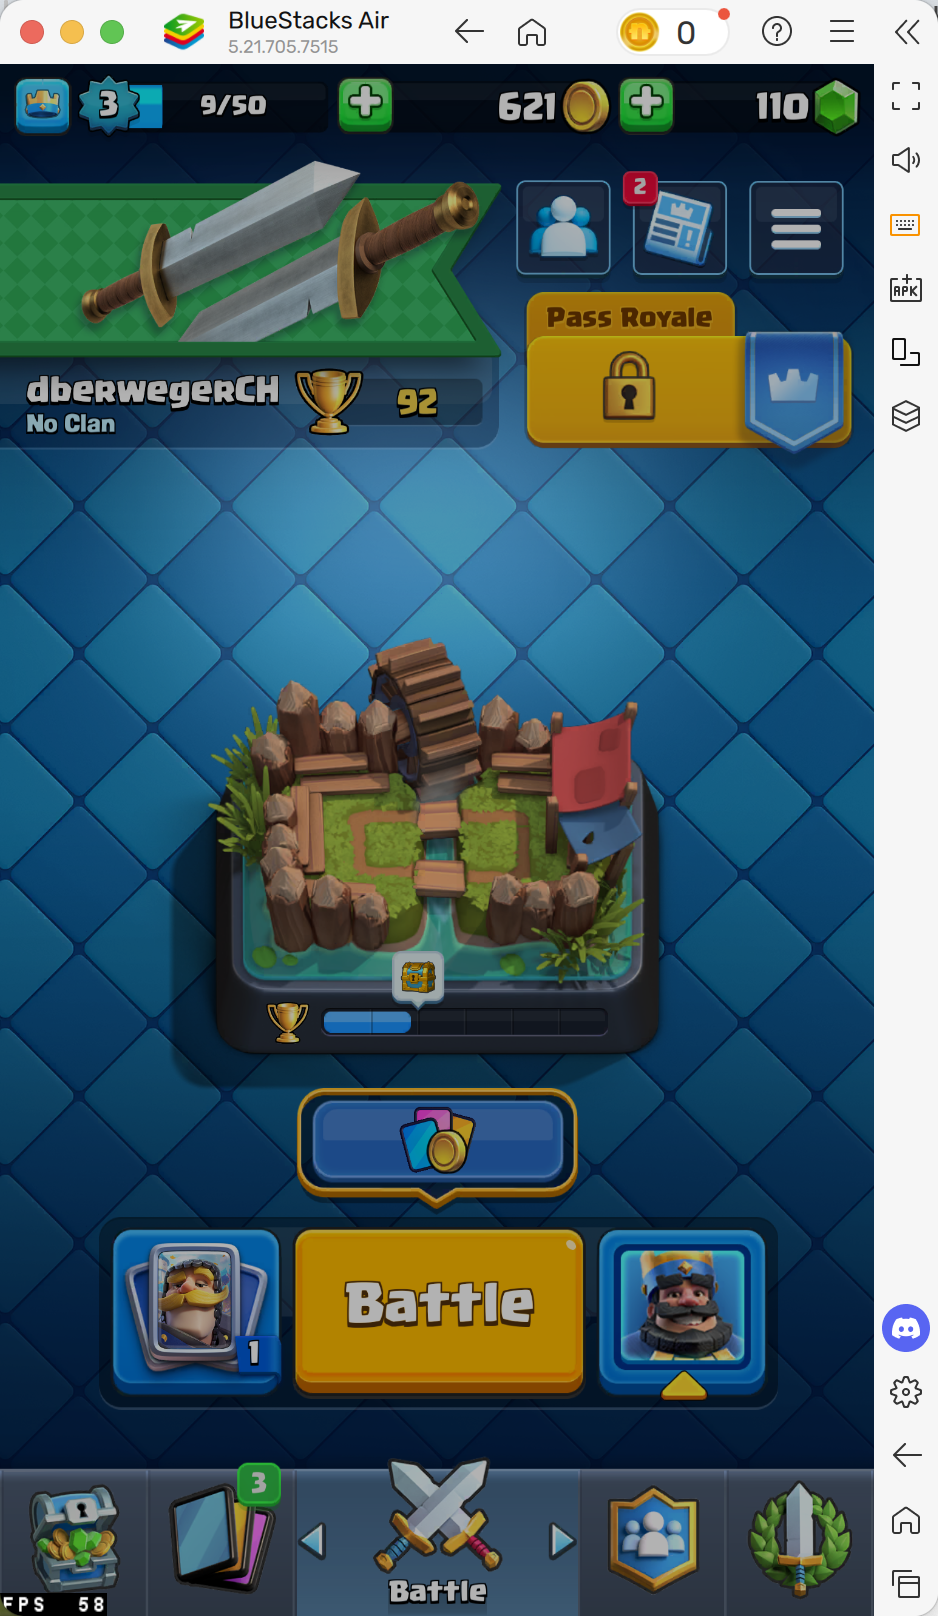 BlueStacks Air
5.21.705.7515
0
3
9/50
621
110
2
Pass Royale
dberwegerCH
92
No Clan
APK
1
Battle
3
Battle
FPS 58